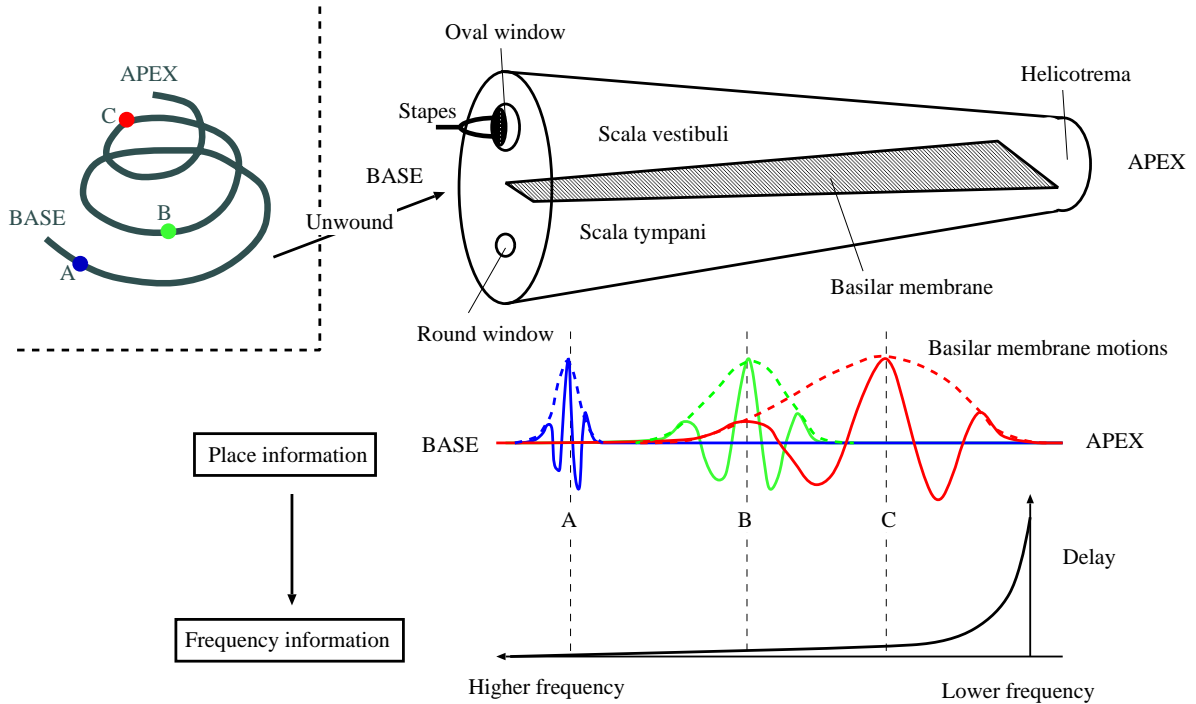 Oval window
APEX
Helicotrema
C
Stapes
Scala vestibuli
BASE
APEX
B
BASE
Unwound
Scala tympani
A
Basilar membrane
Round window
Basilar membrane motions
BASE
APEX
Place information
A
B
C
Delay
Frequency information
Higher frequency
Lower frequency